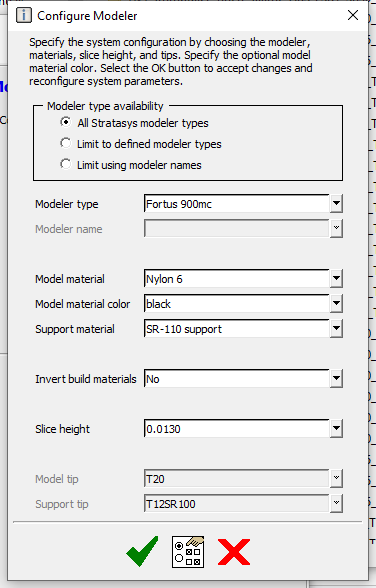 Configure Modeler
Specify the system configuration by choosing the modeler,
materials, slice height, and tips. Specify the optional model
material color. Select the OK button to accept changes and
reconfigure system parameters.
Modeler type availability
All Stratasys modeler types
Limit to defined modeler types
Limit using modeler names
Modeler type Fortus 900mc
Modeler name
Model material Nylon 6
Model material color black
Support material SR-110 support
Invert build materials No
Slice height 0.0130
Model tip T20
Support tip T12SR100